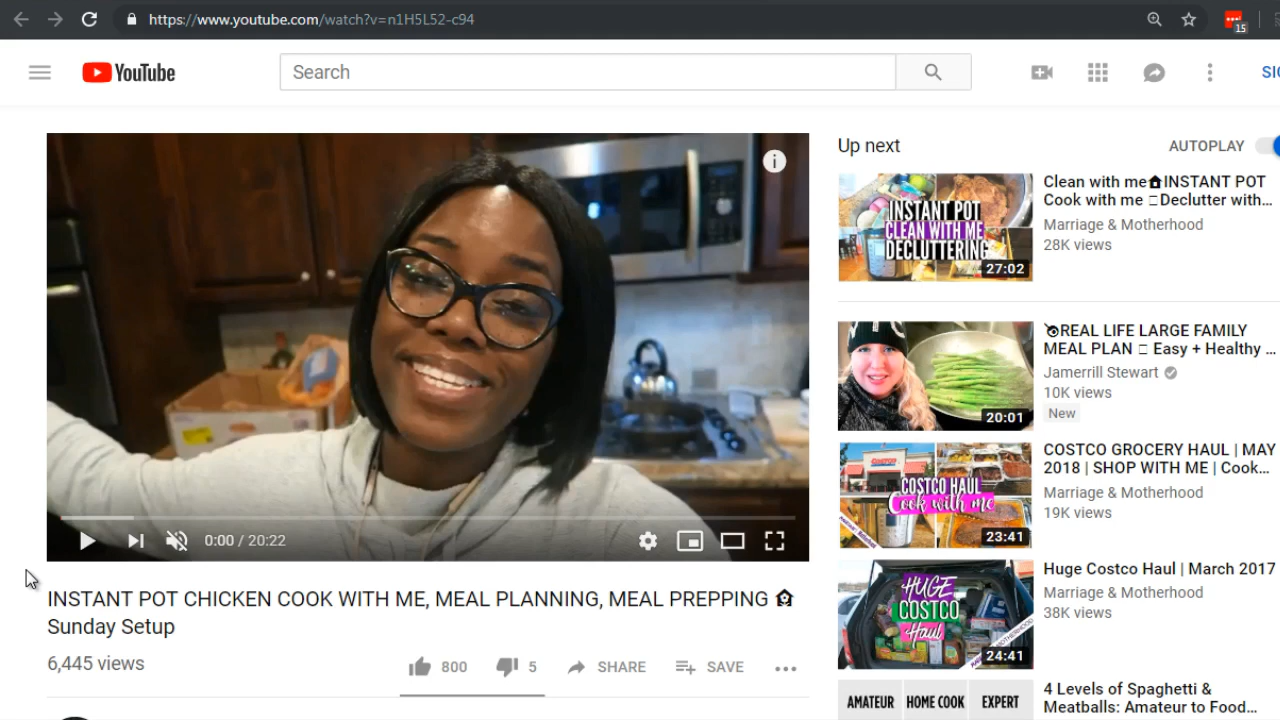 https://www.youtube.com/watch?v=n1H5L52-c94
15
YouTube
Search
Up next
AUTOPLAY
INSTANT POT
CLEAN WITH ME
DECLUTTERING
27:02
Clean with me INSTANT POT
Cook with me Declutter with...
Marriage & Motherhood
28K views
20:01
REAL LIFE LARGE FAMILY
MEAL PLAN Easy + Healthy ...
Jamerrill Stewart
10K views
New
COSTCO HAUL
Cook with me
23:41
COSTCO GROCERY HAUL | MAY
2018 | SHOP WITH ME | Cook...
Marriage & Motherhood
19K views
HUGE
COSTCO
Haul
24:41
Huge Costco Haul | March 2017
Marriage & Motherhood
38K views
AMATEUR HOME COOK EXPERT
4 Levels of Spaghetti &
Meatballs: Amateur to Food...
0:00 / 20:22
INSTANT POT CHICKEN COOK WITH ME, MEAL PLANNING, MEAL PREPPING
Sunday Setup
6,445 views
800
5
SHARE
SAVE